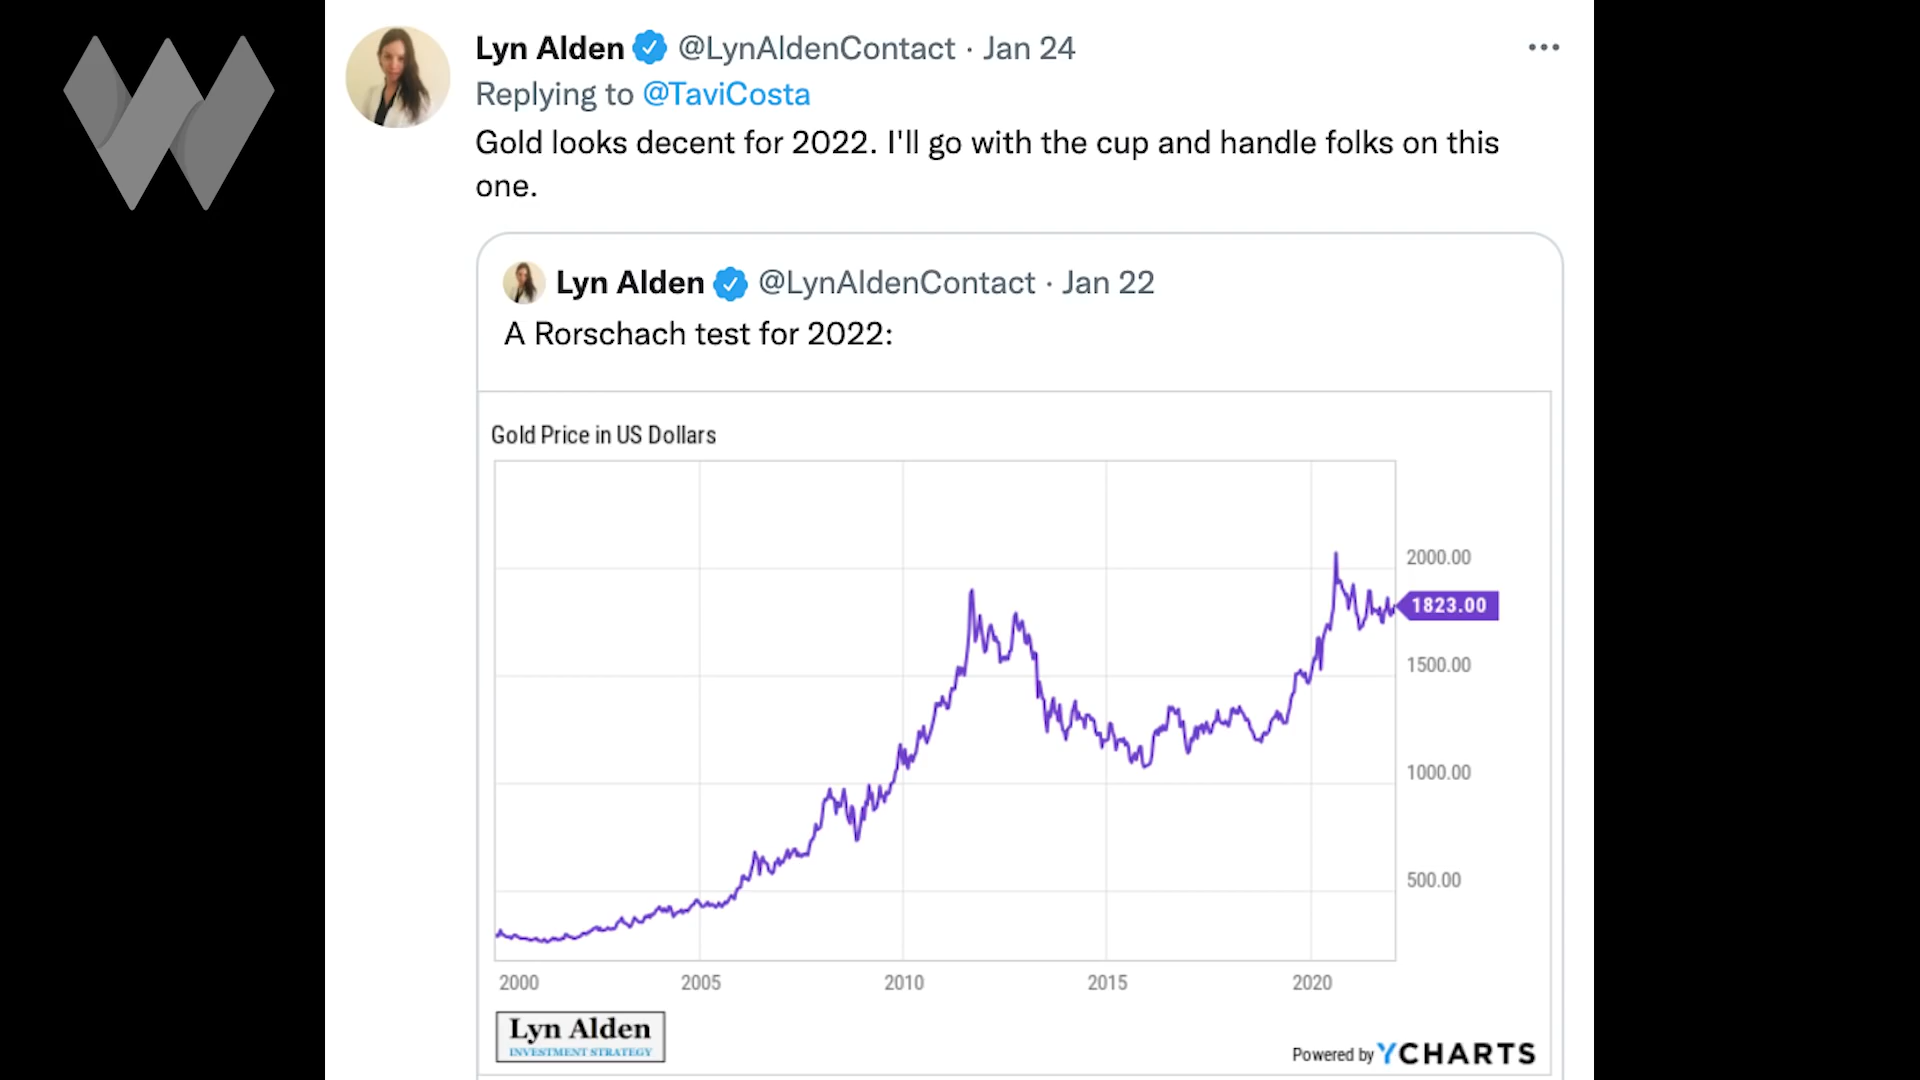 Lyn Alden @LynAldenContact · Jan 24
Replying to @TaviCosta
Gold looks decent for 2022. I'll go with the cup and handle folks on this
one.
Lyn Alden @LynAldenContact · Jan 22
A Rorschach test for 2022:
Gold Price in US Dollars
2000.00
1823.00
1500.00
1000.00
500.00
2000 2005 2010 2015 2020
Lyn Alden
INVESTMENT STRATEGY
Powered by YCHARTS